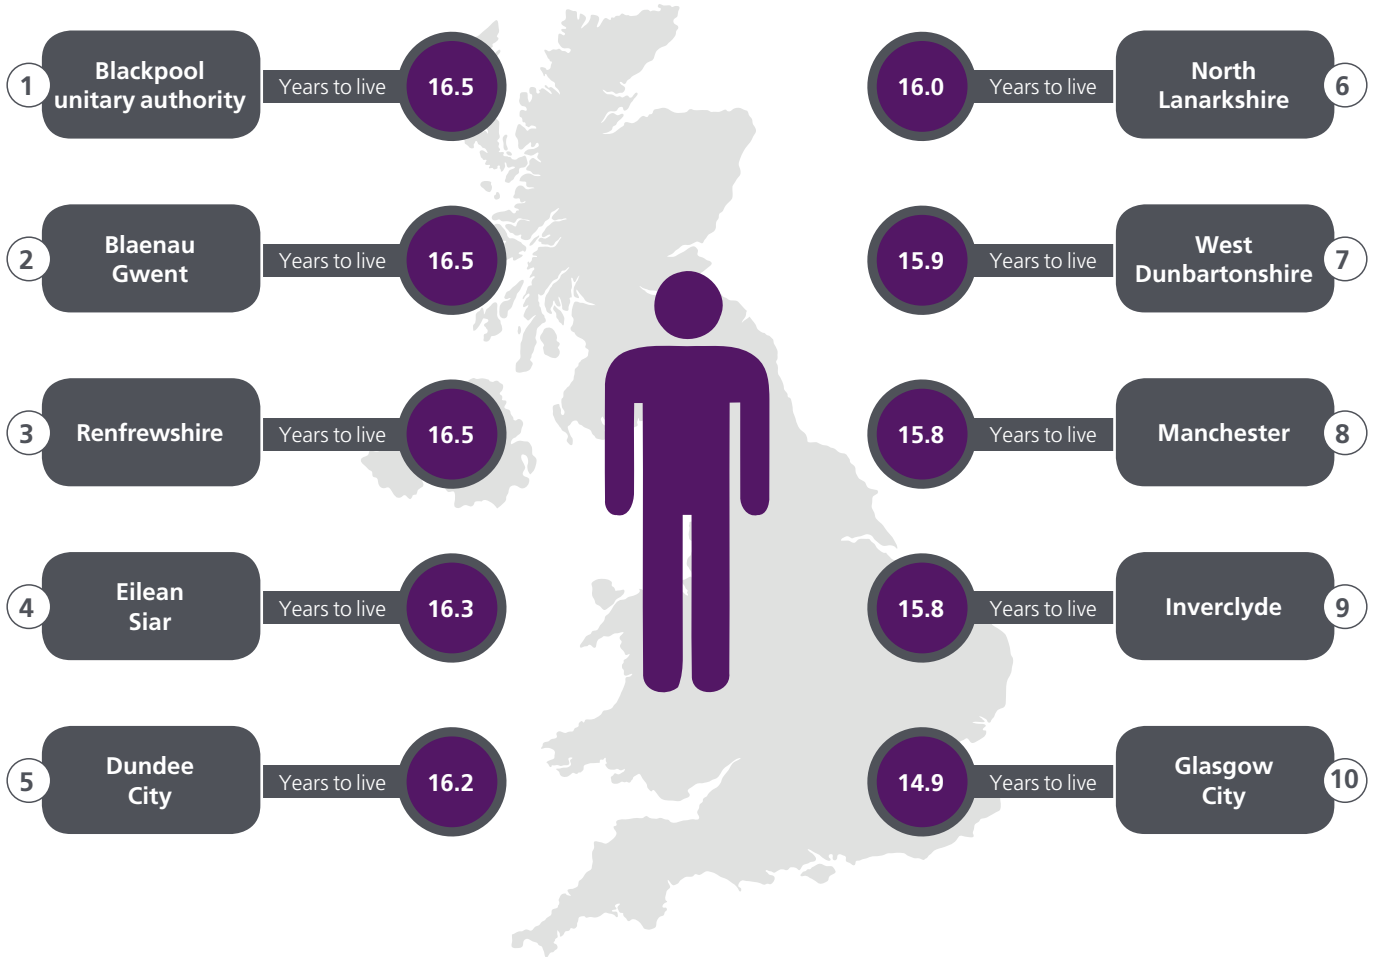 1
Blackpool
unitary authority
Years to live
16.5
2
Blaenau
Gwent
Years to live
16.5
3
Renfrewshire
Years to live
16.5
4
Eilean
Siar
Years to live
16.3
5
Dundee
City
Years to live
16.2
16.0
Years to live
North
Lanarkshire
6
15.9
Years to live
West
Dunbartonshire
7
15.8
Years to live
Manchester
8
15.8
Years to live
Inverclyde
9
14.9
Years to live
Glasgow
City
10